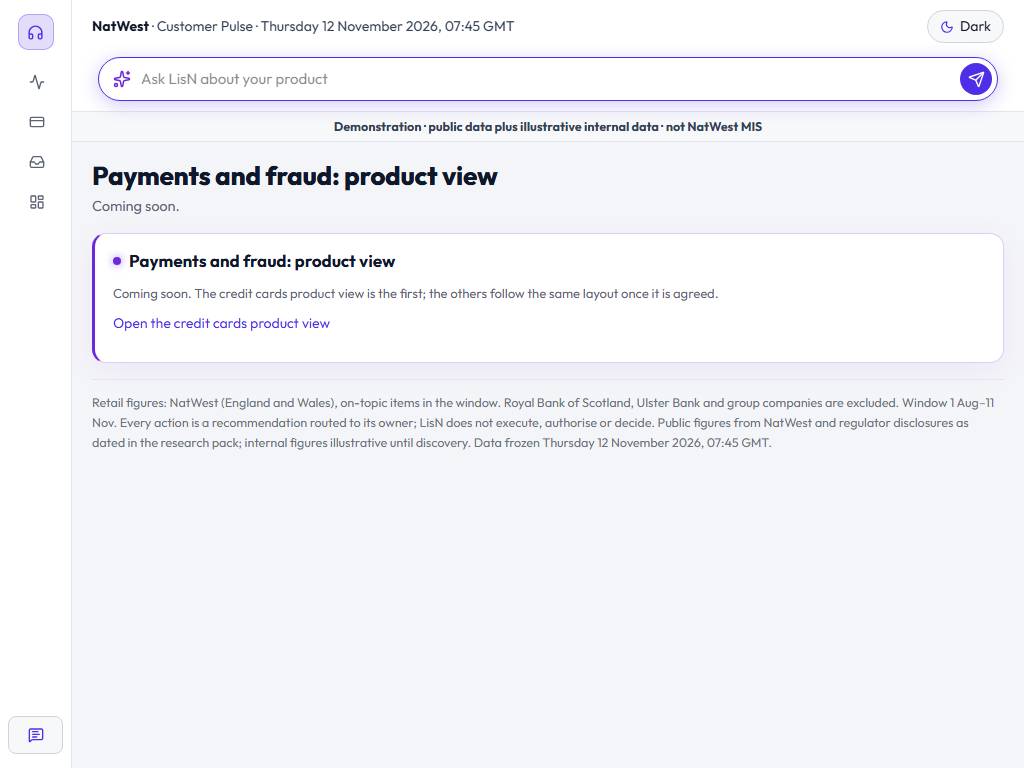 NatWest · Customer Pulse · Thursday 12 November 2026, 07:45 GMT
Dark
Ask LisN about your product
Demonstration · public data plus illustrative internal data · not NatWest MIS
Payments and fraud: product view
Coming soon.
Payments and fraud: product view
Coming soon. The credit cards product view is the first; the others follow the same layout once it is agreed.
Open the credit cards product view
Retail figures: NatWest (England and Wales), on-topic items in the window. Royal Bank of Scotland, Ulster Bank and group companies are excluded. Window 1 Aug–11
Nov. Every action is a recommendation routed to its owner; LisN does not execute, authorise or decide. Public figures from NatWest and regulator disclosures as
dated in the research pack; internal figures illustrative until discovery. Data frozen Thursday 12 November 2026, 07:45 GMT.